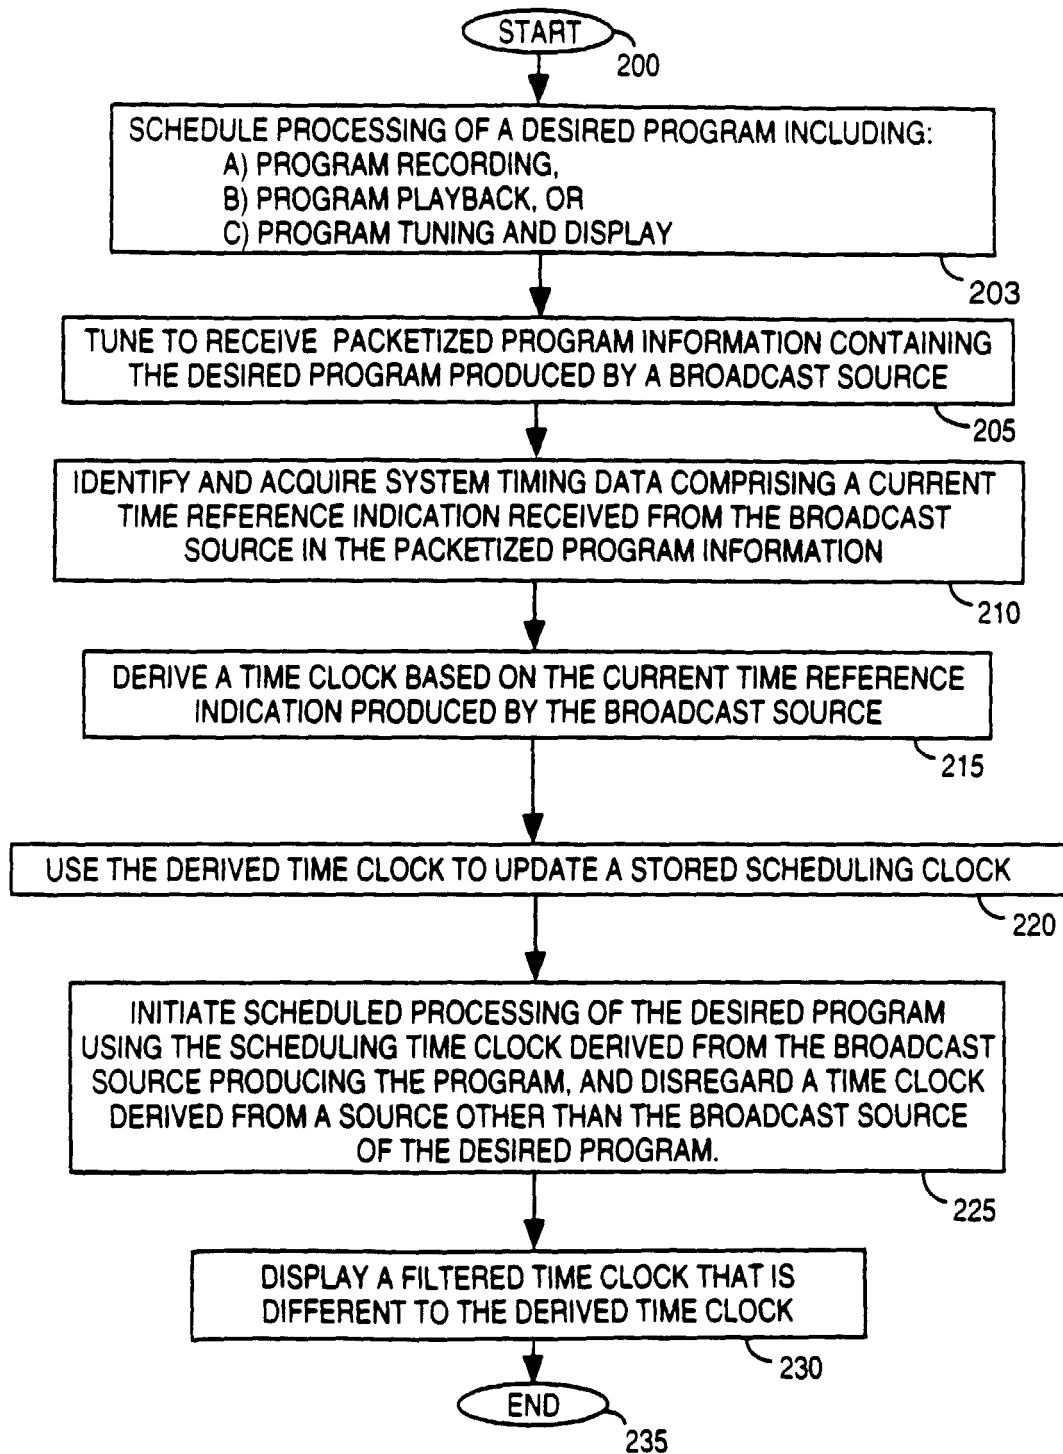 START
200
SCHEDULE PROCESSING OF A DESIRED PROGRAM INCLUDING:
A) PROGRAM RECORDING,
B) PROGRAM PLAYBACK, OR
C) PROGRAM TUNING AND DISPLAY
203
TUNE TO RECEIVE PACKETIZED PROGRAM INFORMATION CONTAINING
THE DESIRED PROGRAM PRODUCED BY A BROADCAST SOURCE
205
IDENTIFY AND ACQUIRE SYSTEM TIMING DATA COMPRISING A CURRENT
TIME REFERENCE INDICATION RECEIVED FROM THE BROADCAST
SOURCE IN THE PACKETIZED PROGRAM INFORMATION
210
DERIVE A TIME CLOCK BASED ON THE CURRENT TIME REFERENCE
INDICATION PRODUCED BY THE BROADCAST SOURCE
215
USE THE DERIVED TIME CLOCK TO UPDATE A STORED SCHEDULING CLOCK
220
INITIATE SCHEDULED PROCESSING OF THE DESIRED PROGRAM
USING THE SCHEDULING TIME CLOCK DERIVED FROM THE BROADCAST
SOURCE PRODUCING THE PROGRAM, AND DISREGARD A TIME CLOCK
DERIVED FROM A SOURCE OTHER THAN THE BROADCAST SOURCE
OF THE DESIRED PROGRAM.
225
DISPLAY A FILTERED TIME CLOCK THAT IS
DIFFERENT TO THE DERIVED TIME CLOCK
230
END
235